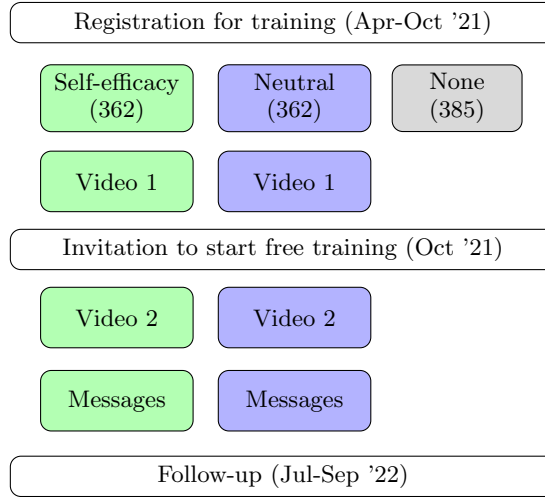 Registration for training (Apr-Oct ’21)
Self-efficacy
(362)
Neutral
(362)
None
(385)
Video 1
Video 1
Invitation to start free training (Oct ’21)
Video 2
Video 2
Messages
Messages
Follow-up (Jul-Sep ’22)